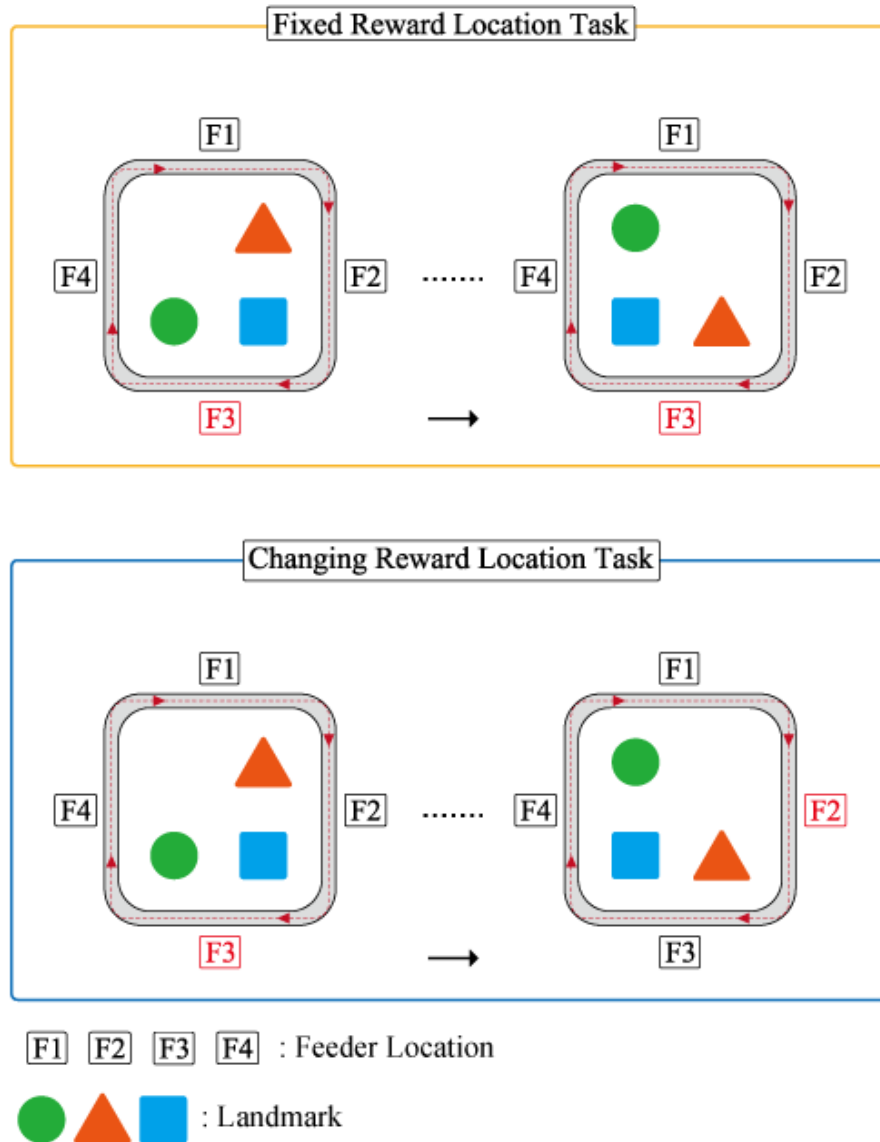 Fixed Reward Location Task
F1 F1
F4 F2 ....... F4 F2
F3 F3
Changing Reward Location Task
F1 F1
F4 F2 ....... F4 F2
F3 F3
F1 F2 F3 F4 : Feeder Location
: Landmark